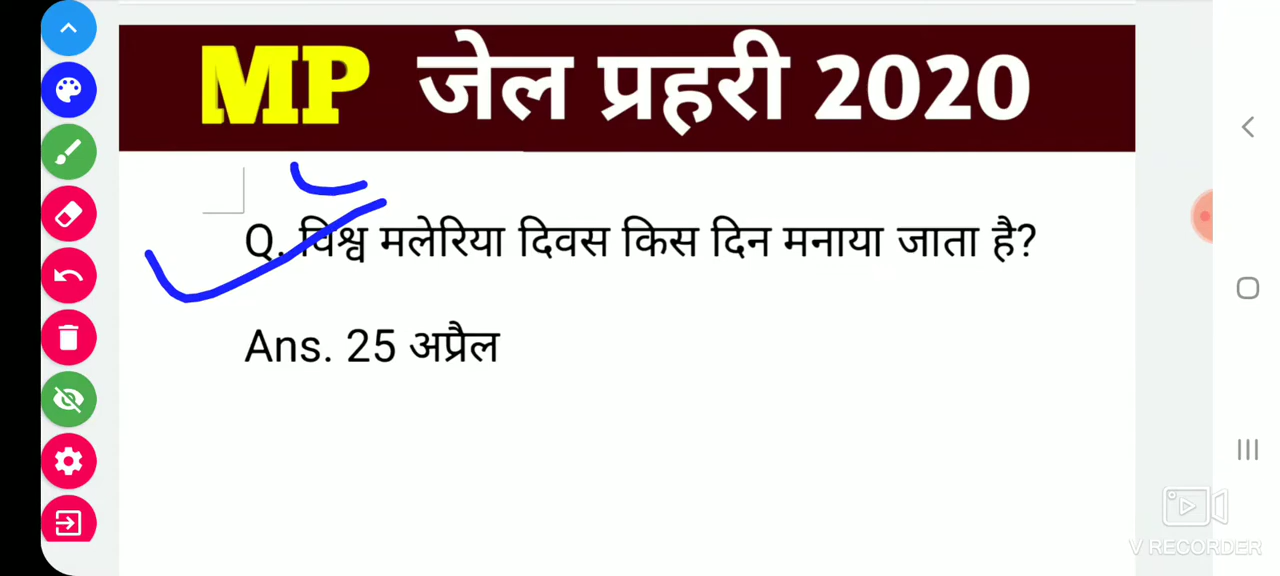 MP जेल प्रहरी 2020
Q. विश्व मलेरिया दिवस किस दिन मनाया जाता है?
Ans. 25 अप्रैल
V RECORDER